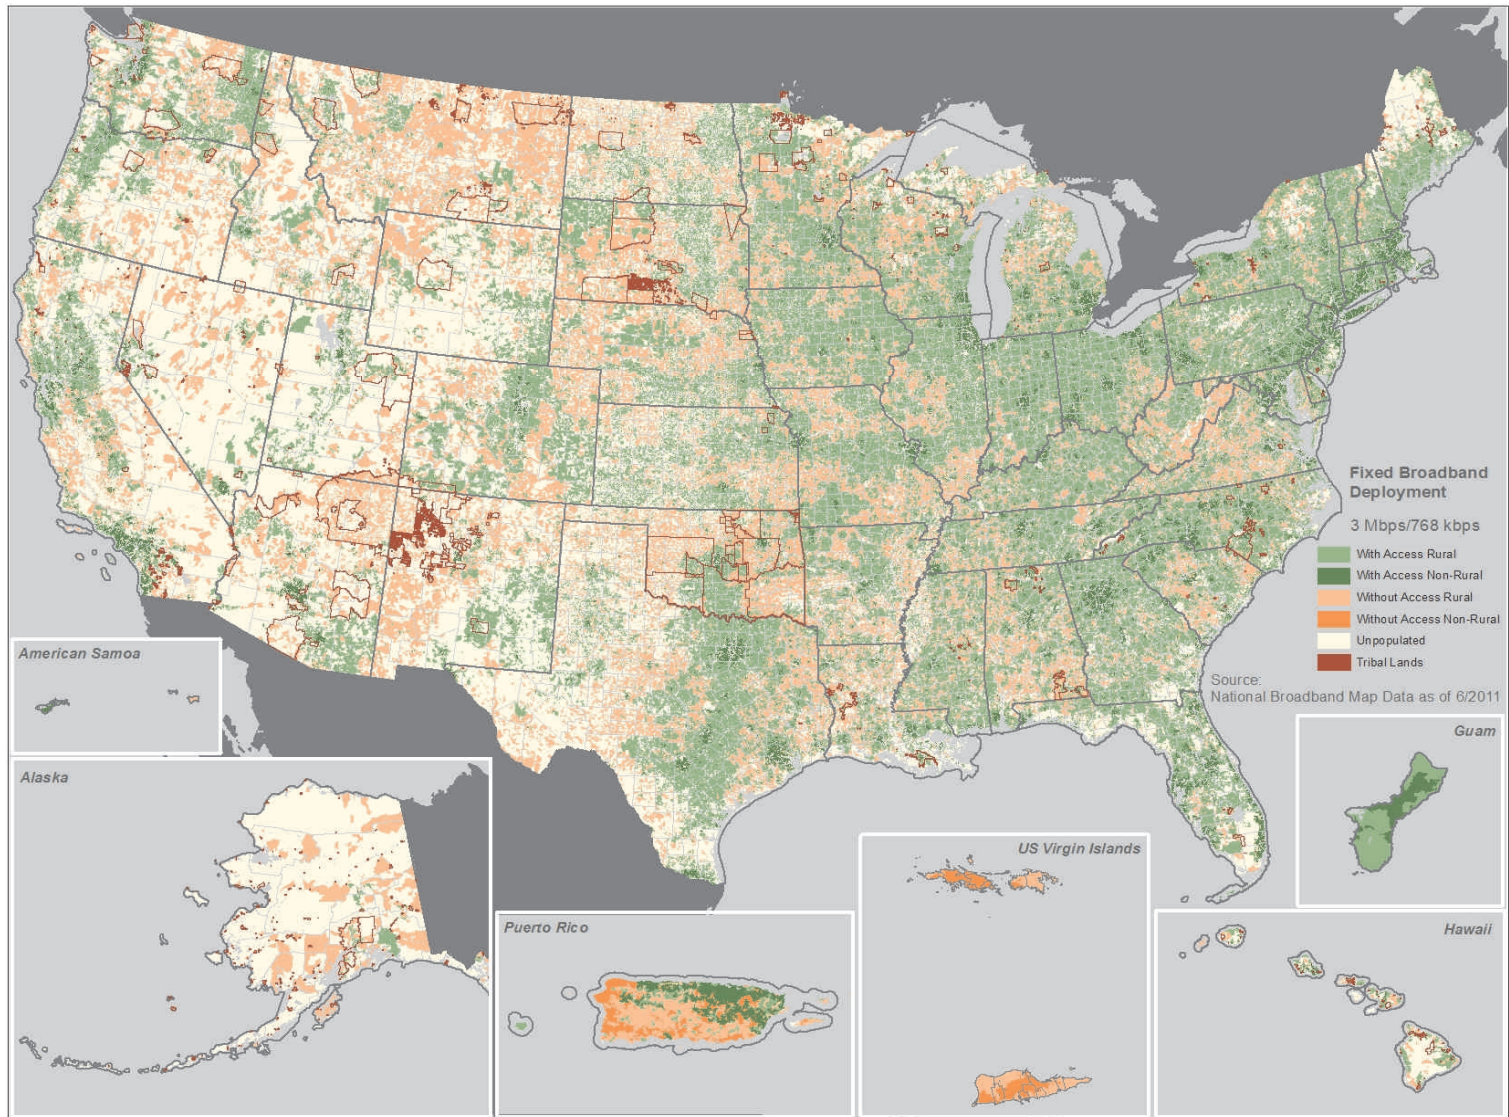 Fixed Broadband
Deployment
3 Mbps/768 kbps
With Access Rural
With Access Non-Rural
Without Access Rural
Without Access Non-Rural
Unpopulated
Tribal Lands
Source:
National Broadband Map Data as of 6/2011
American Samoa
Alaska
Puerto Rico
US Virgin Islands
Guam
Hawaii